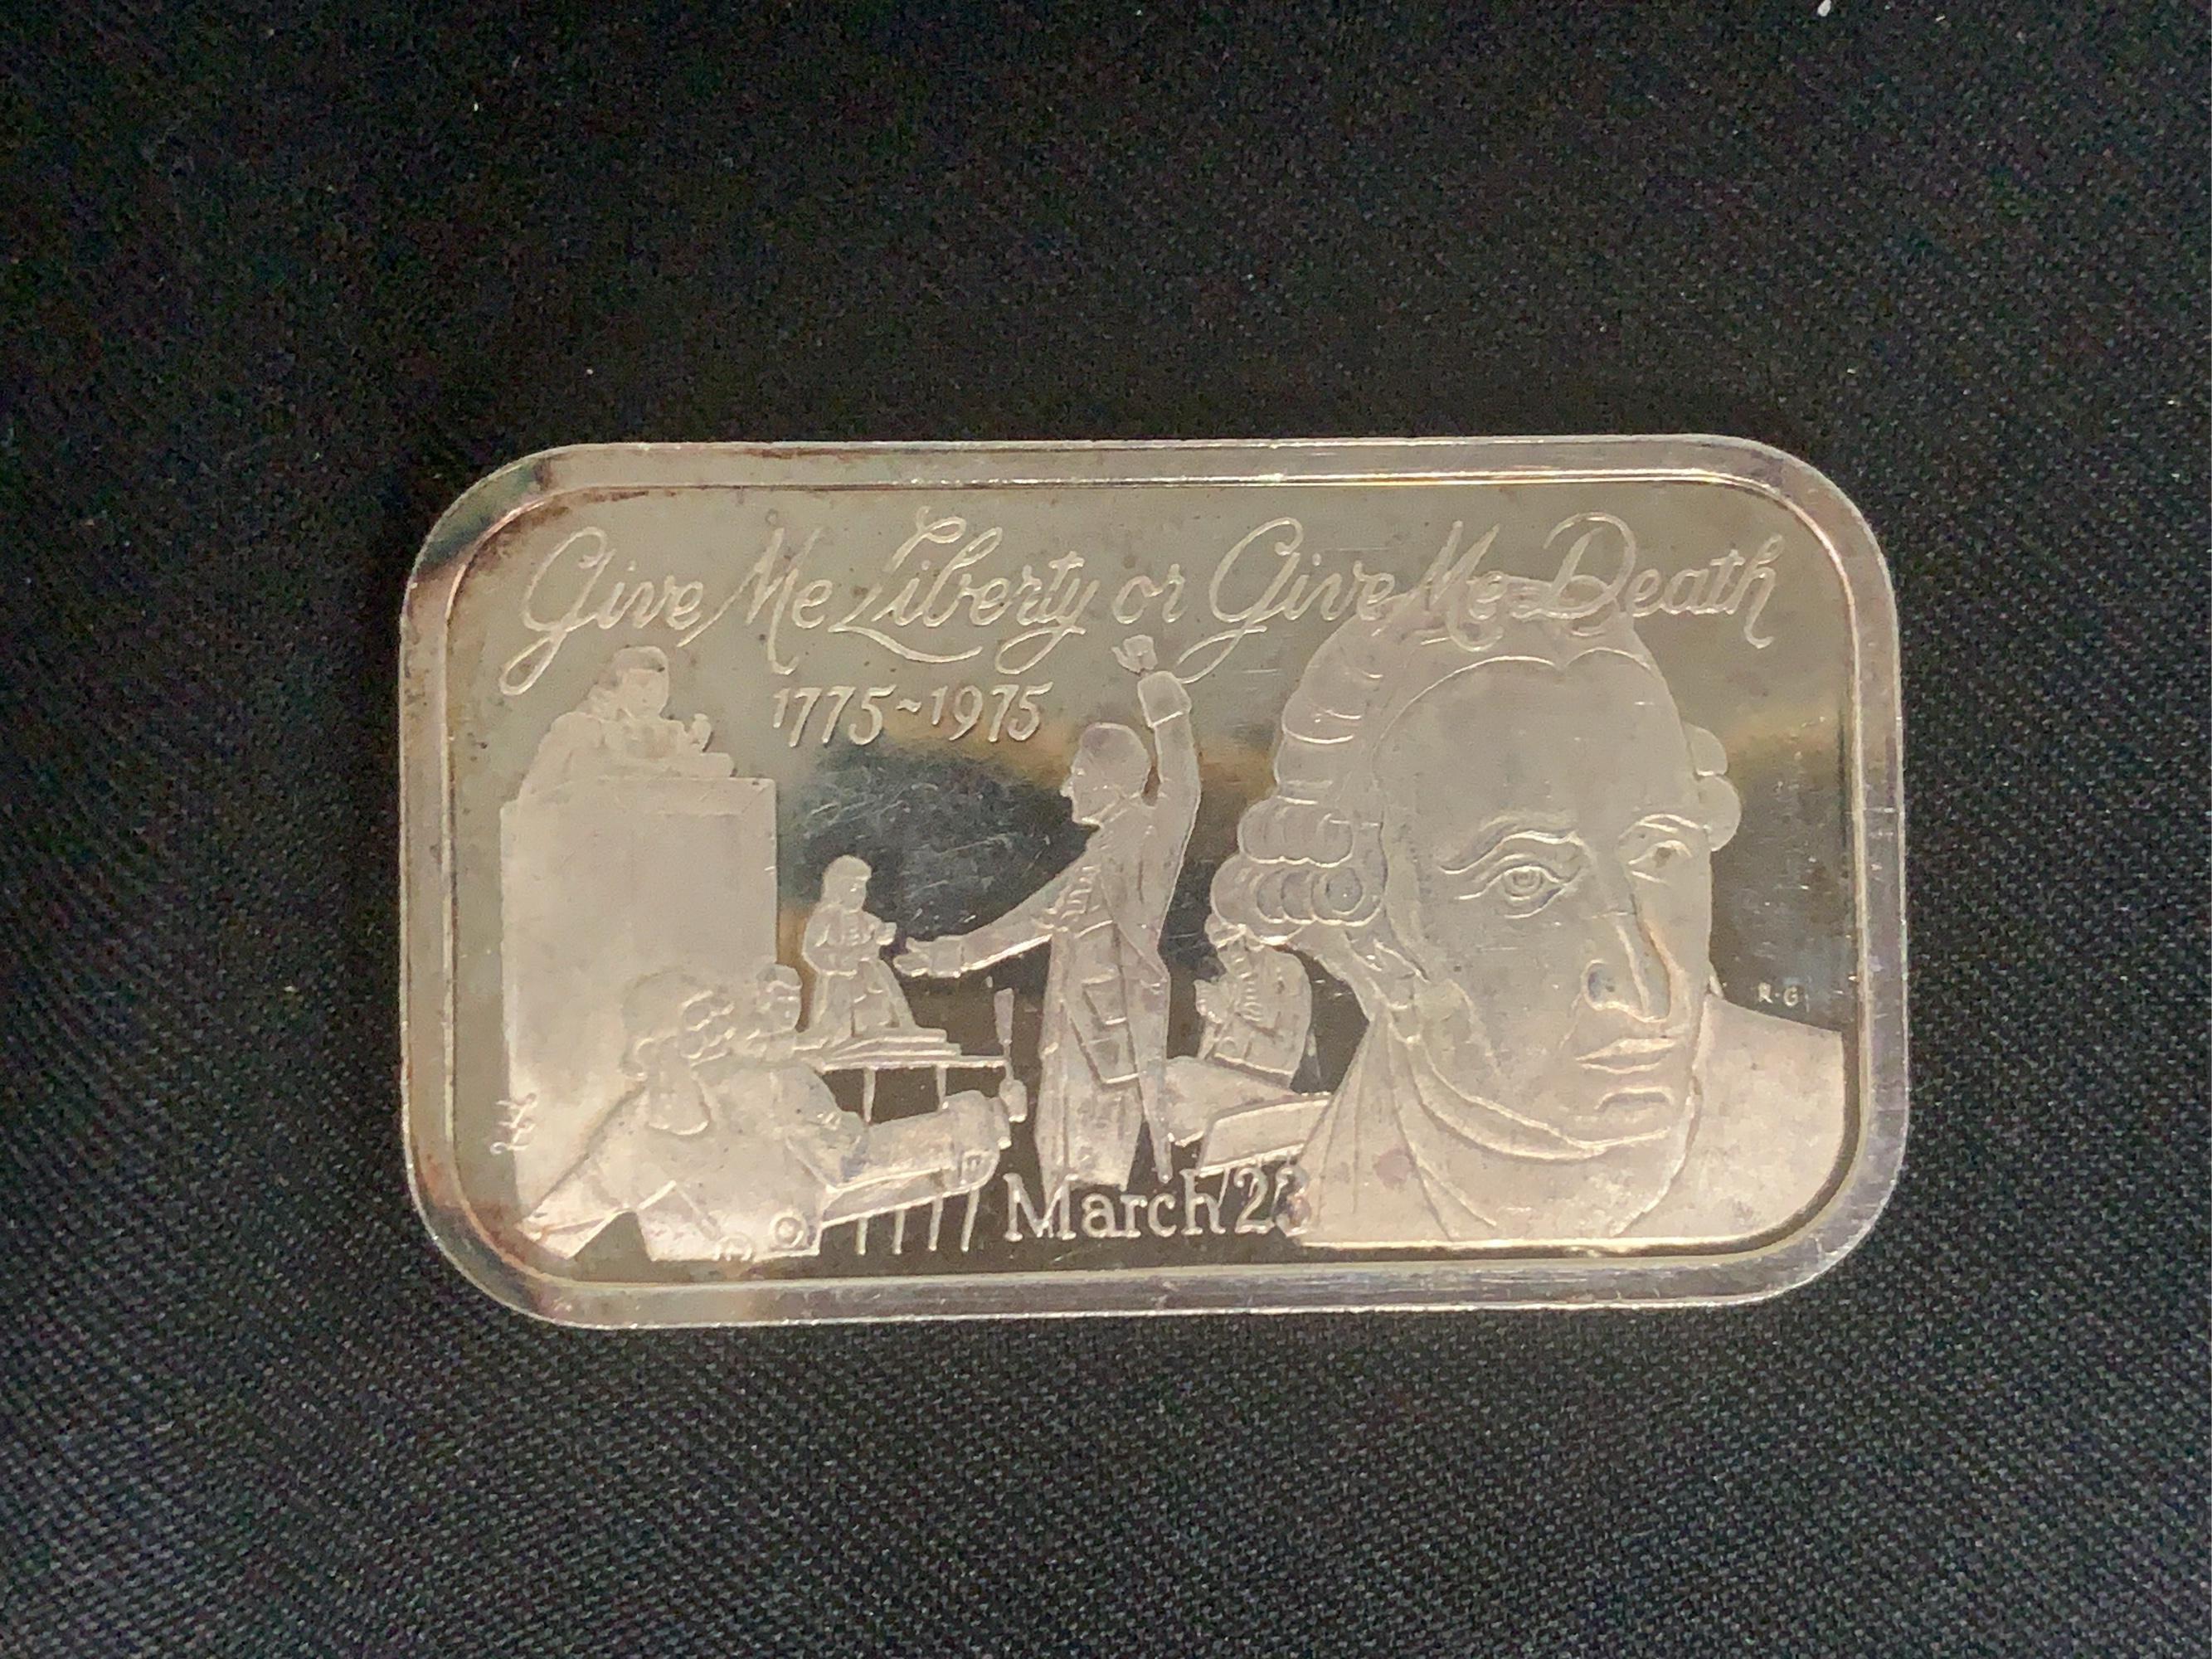 Give Me Liberty or Give Me Death
1775~1975
R·G
March 23